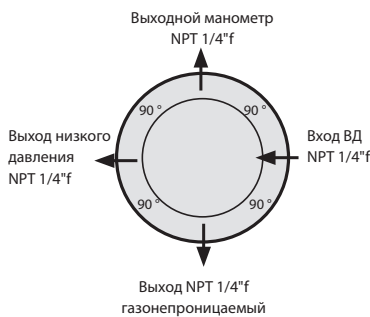 Выходной манометр
NPT 1/4"f
90 °
90 °
Выход низкого
давления
NPT 1/4"f
Вход ВД
NPT 1/4"f
90 °
90 °
Выход NPT 1/4"f
газонепроницаемый